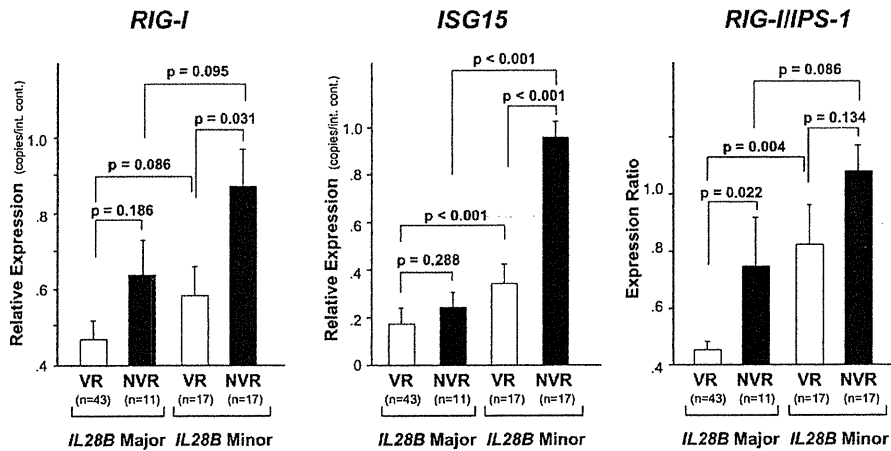 RIG-I
Relative Expression (copies/int. cont.)
1.0
.8
.6
.4
p = 0.095
p = 0.031
p = 0.086
p = 0.186
VR NVR VR NVR
(n=43) (n=11) (n=17) (n=17)
IL28B Major IL28B Minor
ISG15
Relative Expression (copies/int. cont.)
1.0
.8
.6
.4
.2
0
p < 0.001
p < 0.001
p < 0.001
p = 0.288
VR NVR VR NVR
(n=43) (n=11) (n=17) (n=17)
IL28B Major IL28B Minor
RIG-I/IPS-1
Expression Ratio
1.0
.8
.6
.4
p = 0.086
p = 0.134
p = 0.004
p = 0.022
VR NVR VR NVR
(n=43) (n=11) (n=17) (n=17)
IL28B Major IL28B Minor